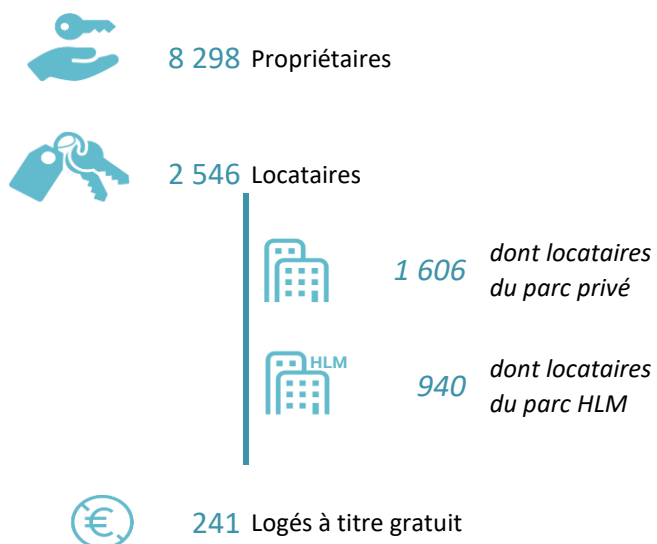 8 298 Propriétaires
2 546 Locataires
1 606 dont locataires
du parc privé
HLM
940 dont locataires
du parc HLM
€
241 Logés à titre gratuit